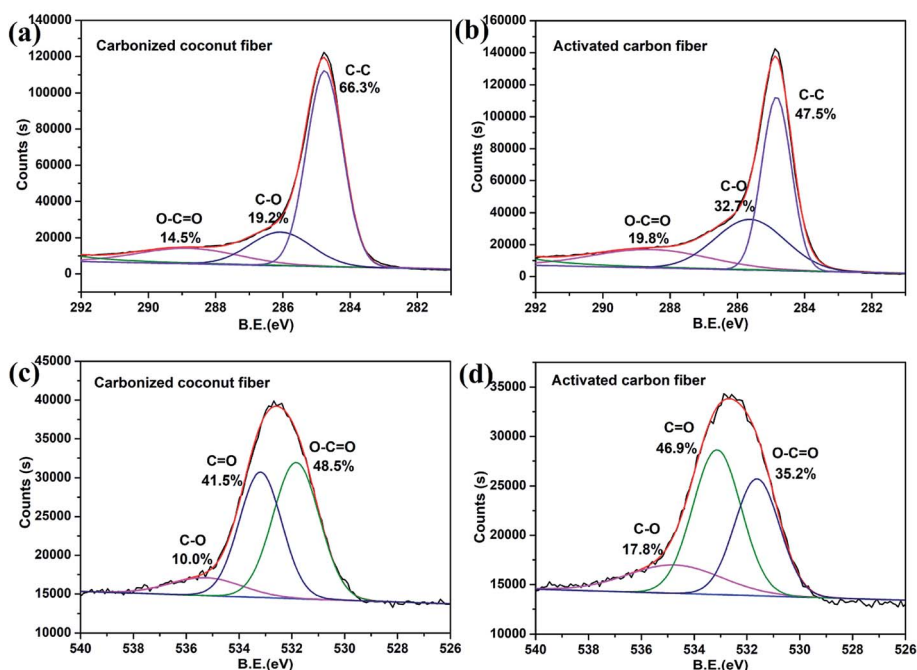 (a)
Carbonized coconut fiber
C-C
66.3%
C-O
19.2%
O-C=O
14.5%
140000
120000
100000
80000
60000
40000
20000
0
Counts (s)
292 290 288 286 284 282
B.E.(eV)
(b)
Activated carbon fiber
C-C
47.5%
C-O
32.7%
O-C=O
19.8%
160000
140000
120000
100000
80000
60000
40000
20000
0
Counts (s)
292 290 288 286 284 282
B.E.(eV)
(c)
Carbonized coconut fiber
C=O
41.5%
O-C=O
48.5%
C-O
10.0%
45000
40000
35000
30000
25000
20000
15000
10000
Counts (s)
540 538 536 534 532 530 528 526
B.E.(eV)
(d)
Activated carbon fiber
C=O
46.9%
O-C=O
35.2%
C-O
17.8%
35000
30000
25000
20000
15000
10000
Counts (s)
540 538 536 534 532 530 528 526
B.E.(eV)